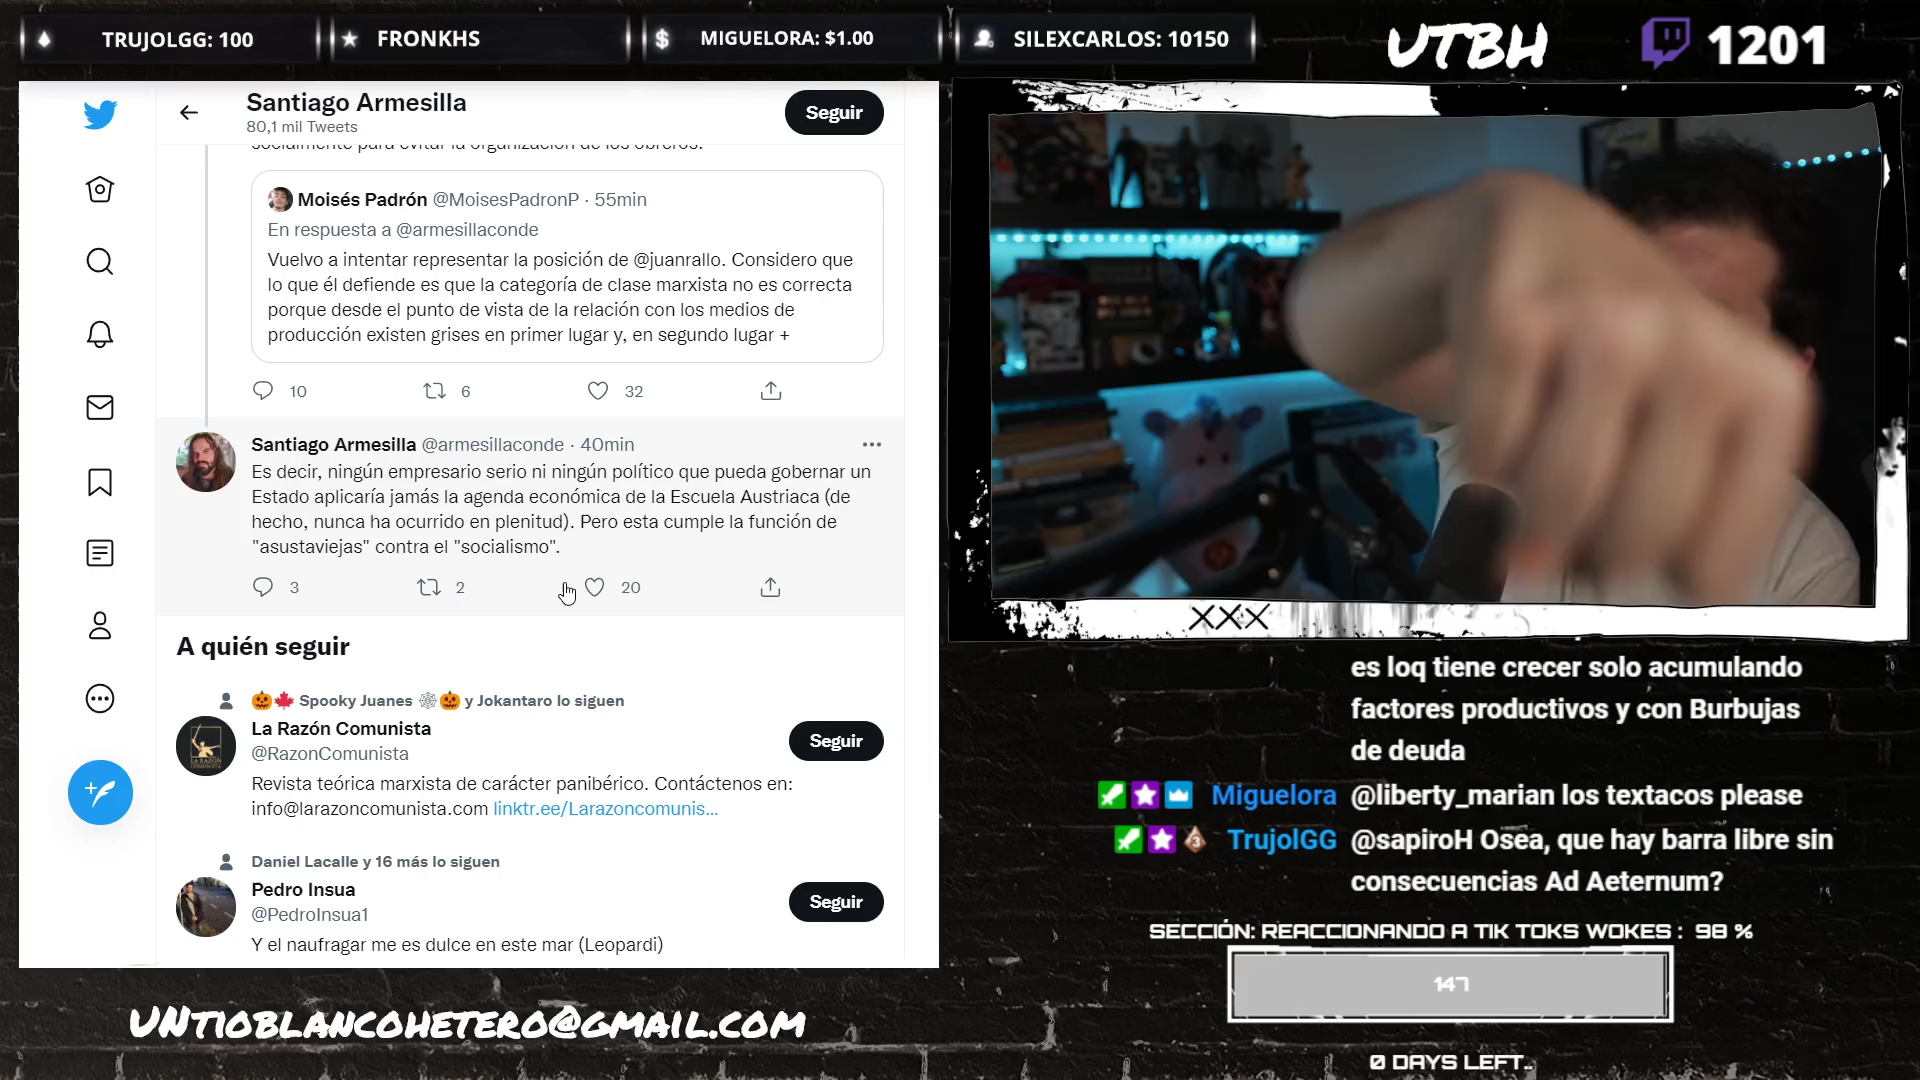 TRUJOLGG: 100
FRONKHS
MIGUELORA: $1.00
SILEXCARLOS: 10150
UTBH
1201
Santiago Armesilla
80,1 mil Tweets
Seguir
socialmente para evitar la organización de los obreros.
Moisés Padrón @MoisesPadronP · 55min
En respuesta a @armesillaconde
Vuelvo a intentar representar la posición de @juanrallo. Considero que
lo que él defiende es que la categoría de clase marxista no es correcta
porque desde el punto de vista de la relación con los medios de
producción existen grises en primer lugar y, en segundo lugar +
10 6 32
Santiago Armesilla @armesillaconde · 40min
Es decir, ningún empresario serio ni ningún político que pueda gobernar un
Estado aplicaría jamás la agenda económica de la Escuela Austriaca (de
hecho, nunca ha ocurrido en plenitud). Pero esta cumple la función de
"asustaviejas" contra el "socialismo".
3 2 20
A quién seguir
🎃🍁 Spooky Juanes 🕸🎃 y Jokantaro lo siguen
La Razón Comunista
@RazonComunista
Seguir
Revista teórica marxista de carácter panibérico. Contáctenos en:
info@larazoncomunista.com linktr.ee/Larazoncomunis...
Daniel Lacalle y 16 más lo siguen
Pedro Insua
@PedroInsua1
Seguir
Y el naufragar me es dulce en este mar (Leopardi)
XXX
es loq tiene crecer solo acumulando
factores productivos y con Burbujas
de deuda
Miguelora @liberty_marian los textacos please
TrujolGG @sapiroH Osea, que hay barra libre sin
consecuencias Ad Aeternum?
SECCIÓN: REACCIONANDO A TIK TOKS WOKES : 98 %
147
0 DAYS LEFT..
UNTIOBLANCOHETERO@GMAIL.COM